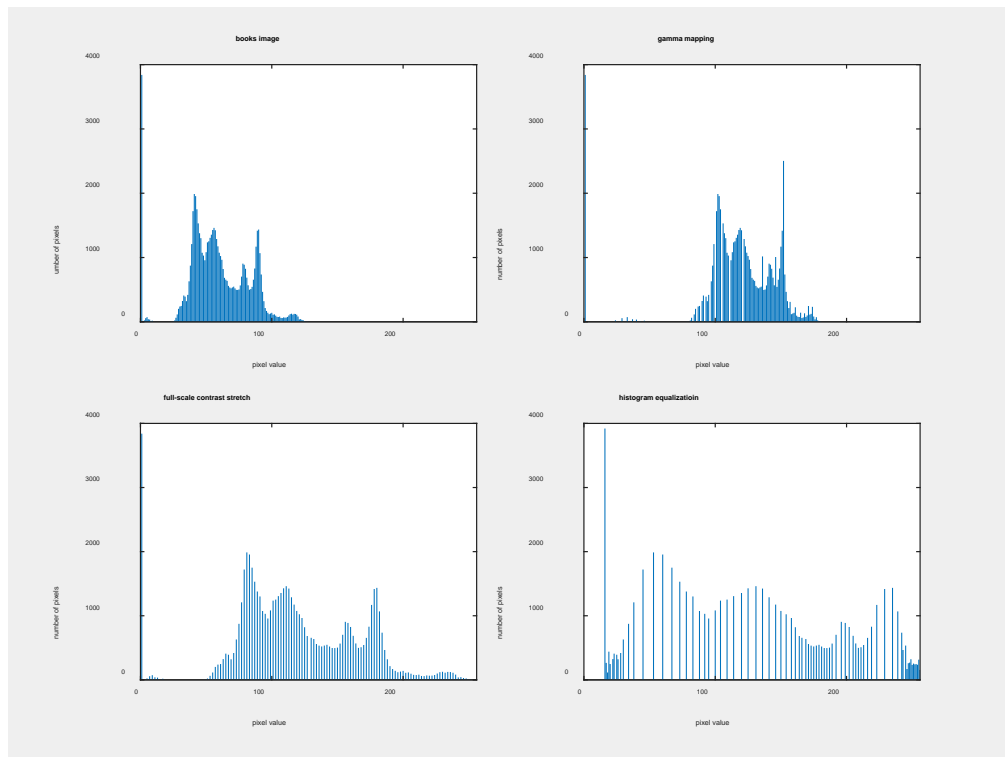 books image
4000
3000
2000
1000
0
umber of pixels
0
100
200
pixel value
gamma mapping
4000
3000
2000
1000
0
number of pixels
0
100
200
pixel value
full-scale contrast stretch
4000
3000
2000
1000
0
number of pixels
0
100
200
pixel value
histogram equalizatioin
4000
3000
2000
1000
0
number of pixels
0
100
200
pixel value